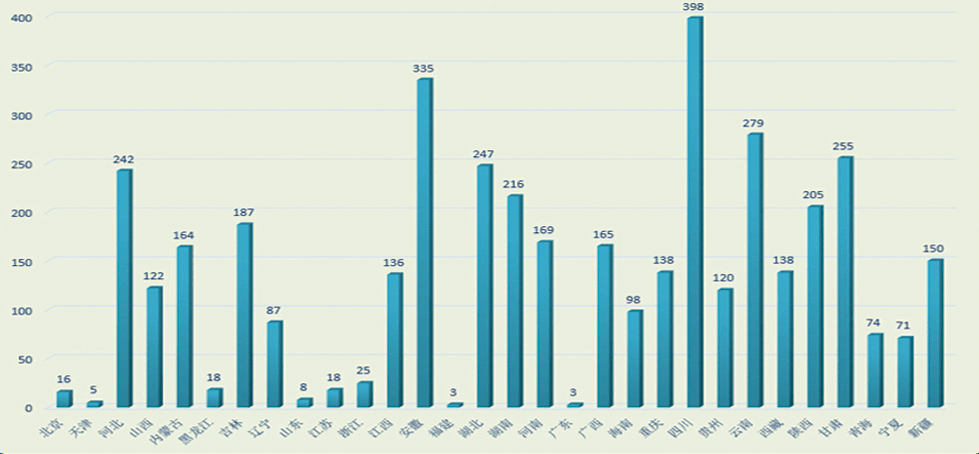 400
350
300
250
200
150
100
50
0
16
5
242
122
164
18
187
87
8
18
25
136
335
3
247
216
169
3
165
98
138
398
120
279
138
205
255
74
71
150
北京
天津
河北
山西
内蒙古
黑龙江
吉林
辽宁
山东
江苏
浙江
江西
安徽
福建
湖北
湖南
河南
广东
广西
海南
重庆
四川
贵州
云南
西藏
陕西
甘肃
青海
宁夏
新疆